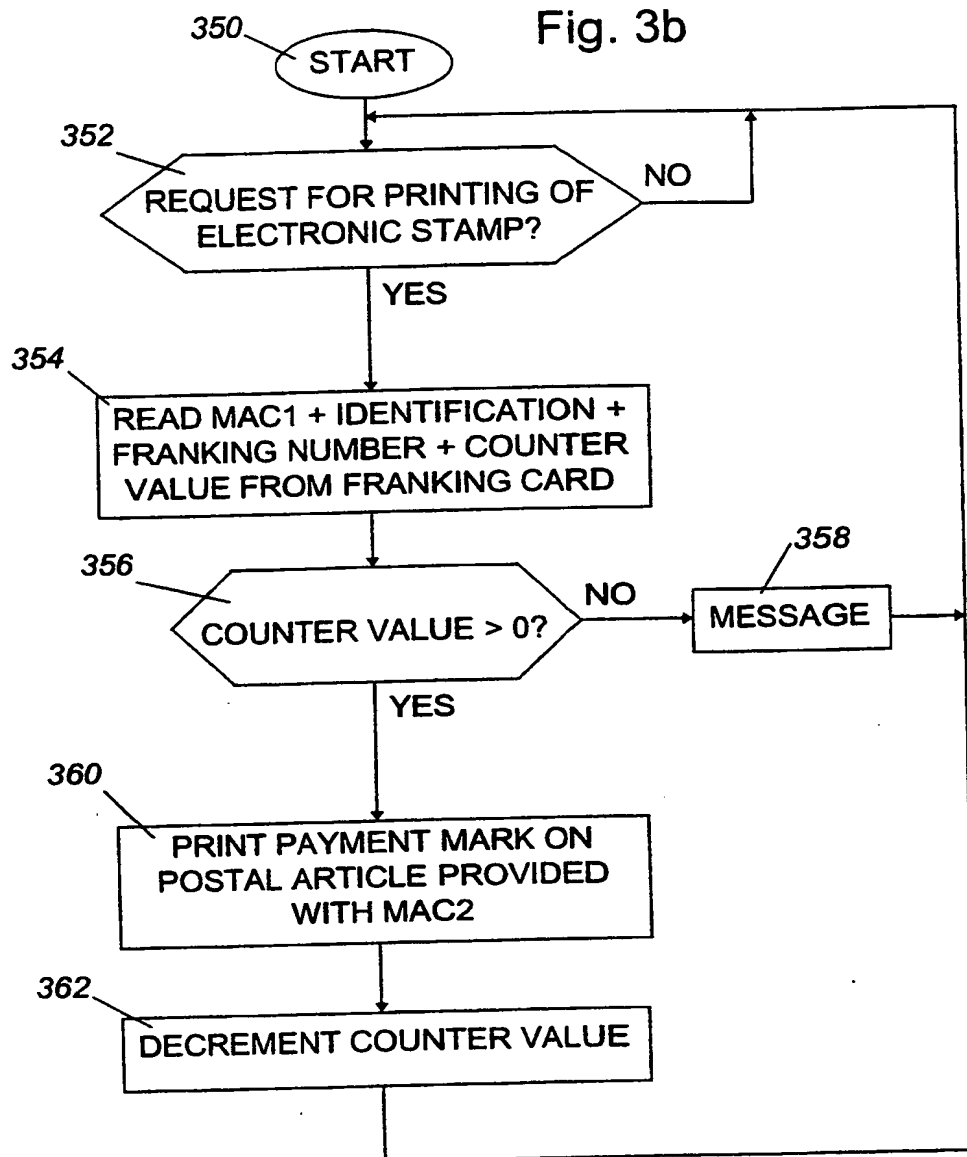 Fig. 3b
350
START
352
REQUEST FOR PRINTING OF
ELECTRONIC STAMP?
NO
YES
354
READ MAC1 + IDENTIFICATION +
FRANKING NUMBER + COUNTER
VALUE FROM FRANKING CARD
356
COUNTER VALUE > 0?
NO
358
MESSAGE
YES
360
PRINT PAYMENT MARK ON
POSTAL ARTICLE PROVIDED
WITH MAC2
362
DECREMENT COUNTER VALUE